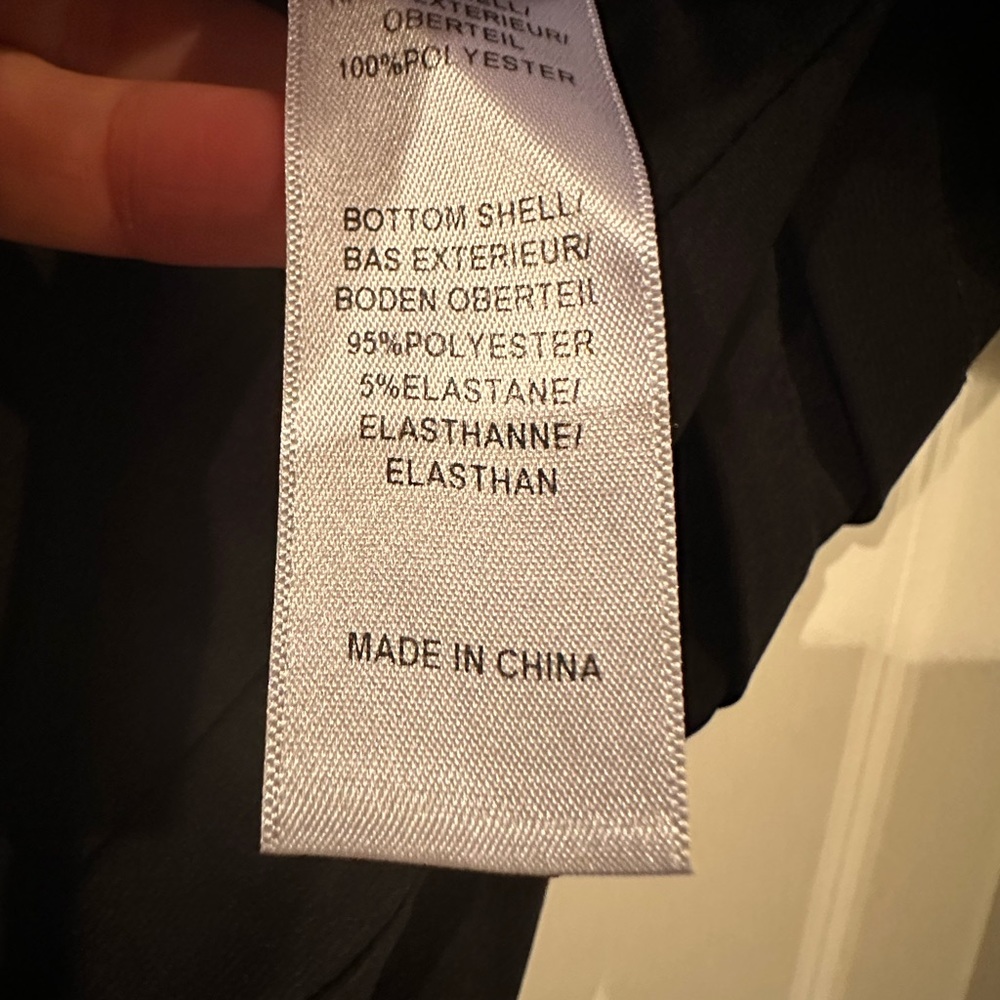 EXTERIEUR/
OBERTEIL
100%POLYESTER
BOTTOM SHELL/
BAS EXTERIEUR/
BODEN OBERTEIL
95%POLYESTER
5%ELASTANE/
ELASTHANNE/
ELASTHAN
MADE IN CHINA